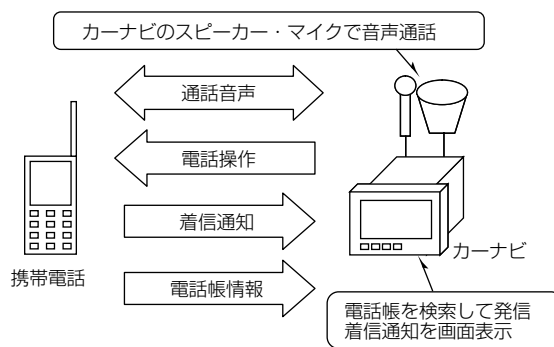 カーナビのスピーカー・マイクで音声通話
通話音声
電話操作
着信通知
電話帳情報
携帯電話
カーナビ
電話帳を検索して発信
着信通知を画面表示